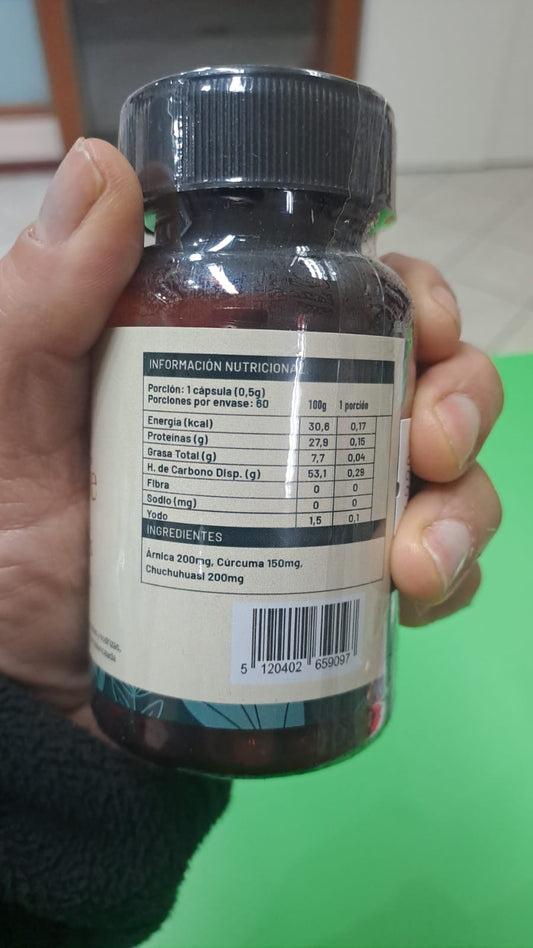 INFORMACIÓN NUTRICIONAL
Porción: 1 cápsula (0,5g)
Porciones por envase: 60 100g 1 porción
Energía (kcal) 30,6 0,17
Proteínas (g) 27,9 0,15
Grasa Total (g) 7,7 0,04
H. de Carbono Disp. (g) 53,1 0,29
Fibra 0 0
Sodio (mg) 0 0
Yodo 1,5 0,1
INGREDIENTES
Árnica 200mg, Cúrcuma 150mg,
Chuchuhuasi 200mg
5 120402 659097